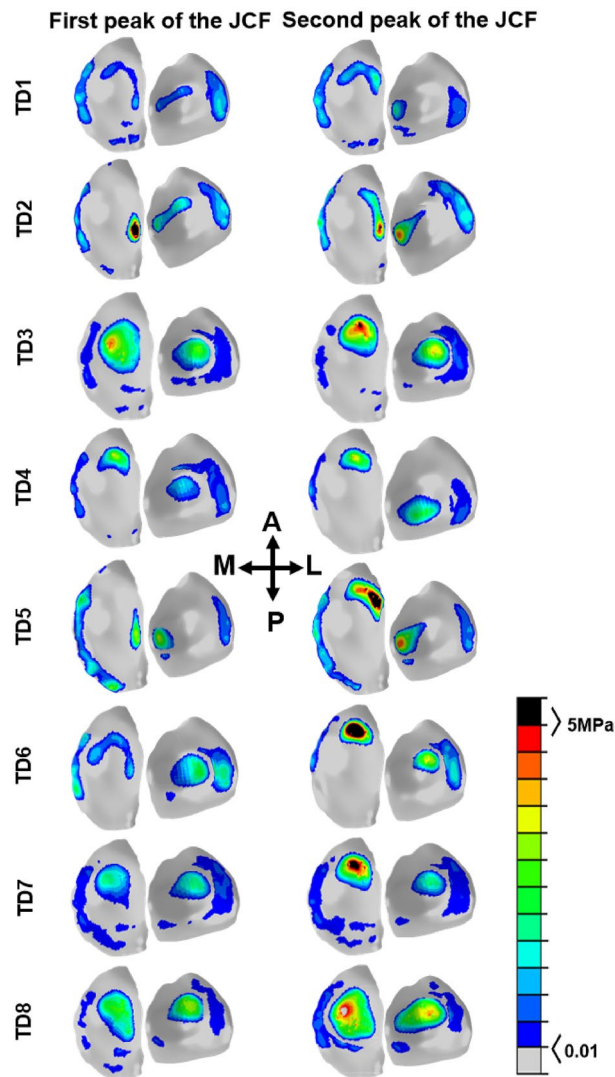 First peak of the JCF Second peak of the JCF
TD1
TD2
TD3
TD4
A
M L
P
TD5
TD6
5MPa
TD7
TD8
0.01